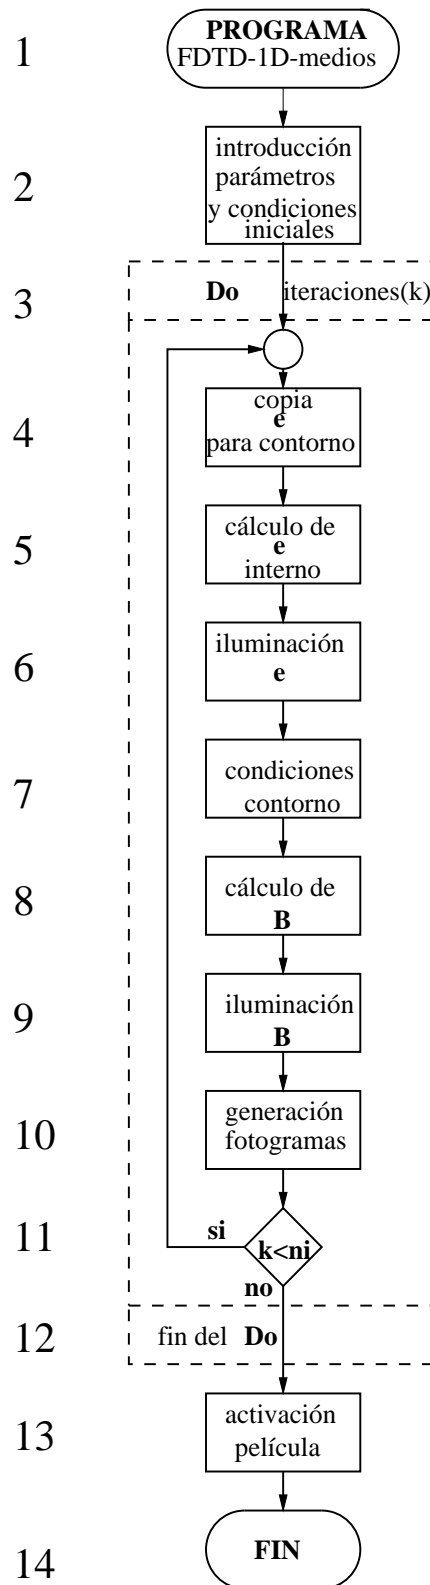 1
PROGRAMA
FDTD-1D-medios
2
introducción
parámetros
y condiciones
iniciales
3
Do iteraciones(k)
4
copia
e
para contorno
5
cálculo de
e
interno
6
iluminación
e
7
condiciones
contorno
8
cálculo de
B
9
iluminación
B
10
generación
fotogramas
11
si
k<ni
no
12
fin del Do
13
activación
película
14
FIN